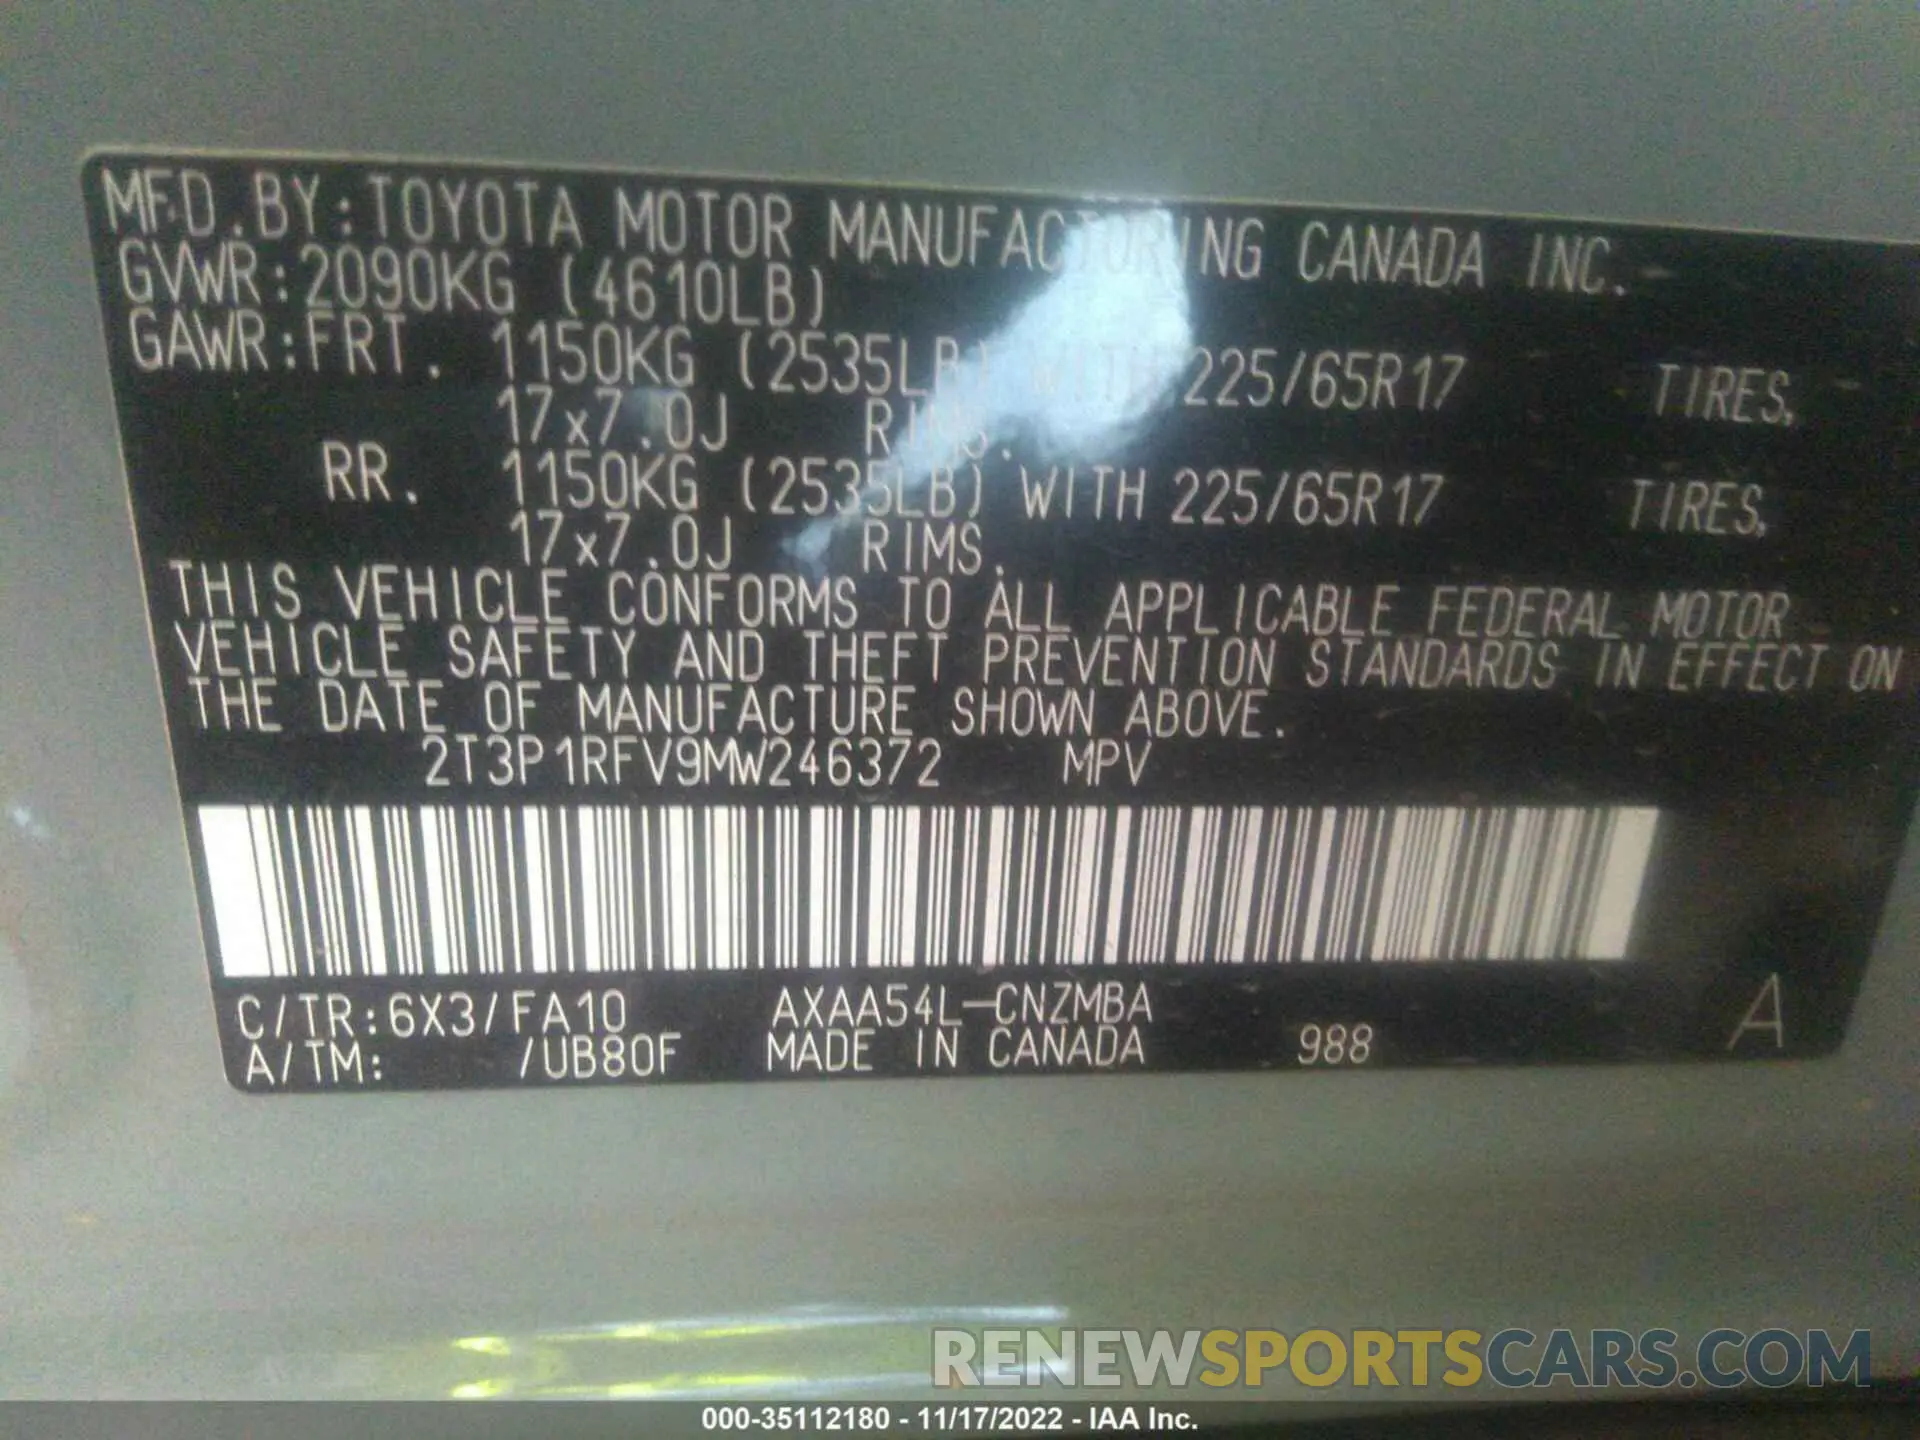 MFD. BY: TOYOTA MOTOR MANUFACTURING CANADA INC.
GVWR: 2090KG (4610LB)
GAWR: FRT. 1150KG (2535LB) WITH 225/65R17 TIRES,
17x7.0J RIMS.
RR. 1150KG (2535LB) WITH 225/65R17 TIRES,
17x7.0J RIMS.
THIS VEHICLE CONFORMS TO ALL APPLICABLE FEDERAL MOTOR
VEHICLE SAFETY AND THEFT PREVENTION STANDARDS IN EFFECT ON
THE DATE OF MANUFACTURE SHOWN ABOVE.
2T3P1RFV9MW246372 MPV
C/TR: 6X3/FA10 AXAA54L-CNZMBA
A/TM: /UB80F MADE IN CANADA 988 A
RENEWSPORTSCARS.COM
000-35112180 - 11/17/2022 - IAA Inc.